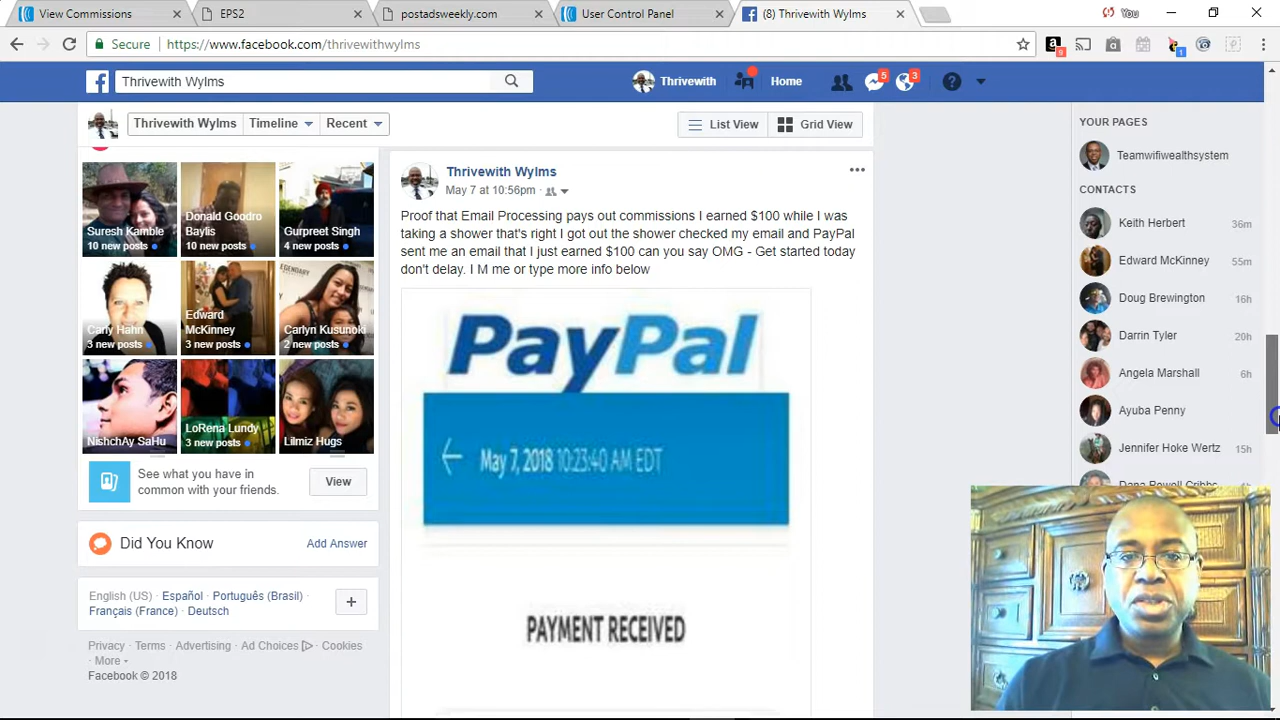 View Commissions
EPS2
postadsweekly.com
User Control Panel
(8) Thrivewith Wylms
You
Secure
https://www.facebook.com/thrivewithwylms
9
1
Thrivewith Wylms
Thrivewith
Home
5
3
Thrivewith Wylms
Timeline
Recent
List View
Grid View
Suresh Kamble
10 new posts
Donald Goodro
Baylis
10 new posts
Gurpreet Singh
4 new posts
Carly Hahn
3 new posts
Edward
McKinney
3 new posts
Carlyn Kusunoki
2 new posts
NishchAy SaHu
LoRena Lundy
3 new posts
Lilmiz Hugs
See what you have in
common with your friends.
View
Did You Know
Add Answer
English (US) · Español · Português (Brasil) ·
Français (France) · Deutsch
Privacy · Terms · Advertising · Ad Choices · Cookies ·
More
Facebook © 2018
Thrivewith Wylms
May 7 at 10:56pm
Proof that Email Processing pays out commissions I earned $100 while I was
taking a shower that's right I got out the shower checked my email and PayPal
sent me an email that I just earned $100 can you say OMG - Get started today
don't delay. I Inbox me or type more info below
PayPal
May 7, 2018 10:23:40 AM EDT
PAYMENT RECEIVED
YOUR PAGES
Teamwifiwealthsystem
CONTACTS
Keith Herbert 36m
Edward McKinney 55m
Doug Brewington 16h
Darrin Tyler 20h
Angela Marshall 6h
Ayuba Penny
Jennifer Hoke Wertz 15h
Dana Powell Cribbs